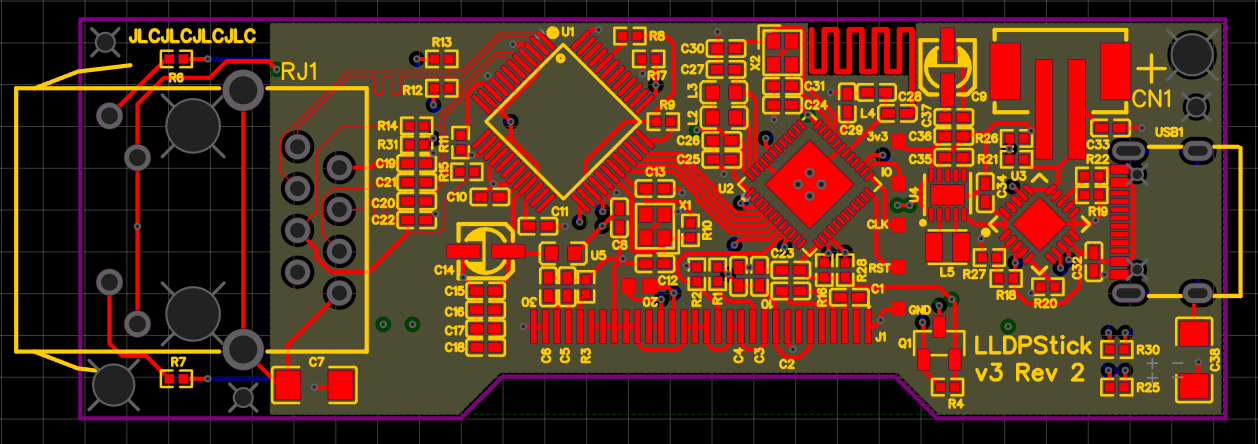 JLCJLCJLCJLC
R6
RJ1
R13
R12
R14
R31
C19
C21
C20
C22
R11
R15
C10
U1
R8
R17
R9
C13
C11
C8
X1
R10
C12
U5
C14
C15
C16
C17
C18
C30
C27
L3
L2
C26
C25
X2
C31
C24
C29
L4
C28
U2
3v3
IO
CLK
RST
GND
C9
C37
C36
C35
U4
L5
C34
CN1
R26
R21
U3
C33
R22
R19
USB1
R27
R18
R20
C32
C23
R28
C1
J1
C6
C5
R3
C4
C3
C2
R2
R1
Q1
R4
LLDPStick
v3 Rev 2
R30
R25
C38
R7
C7